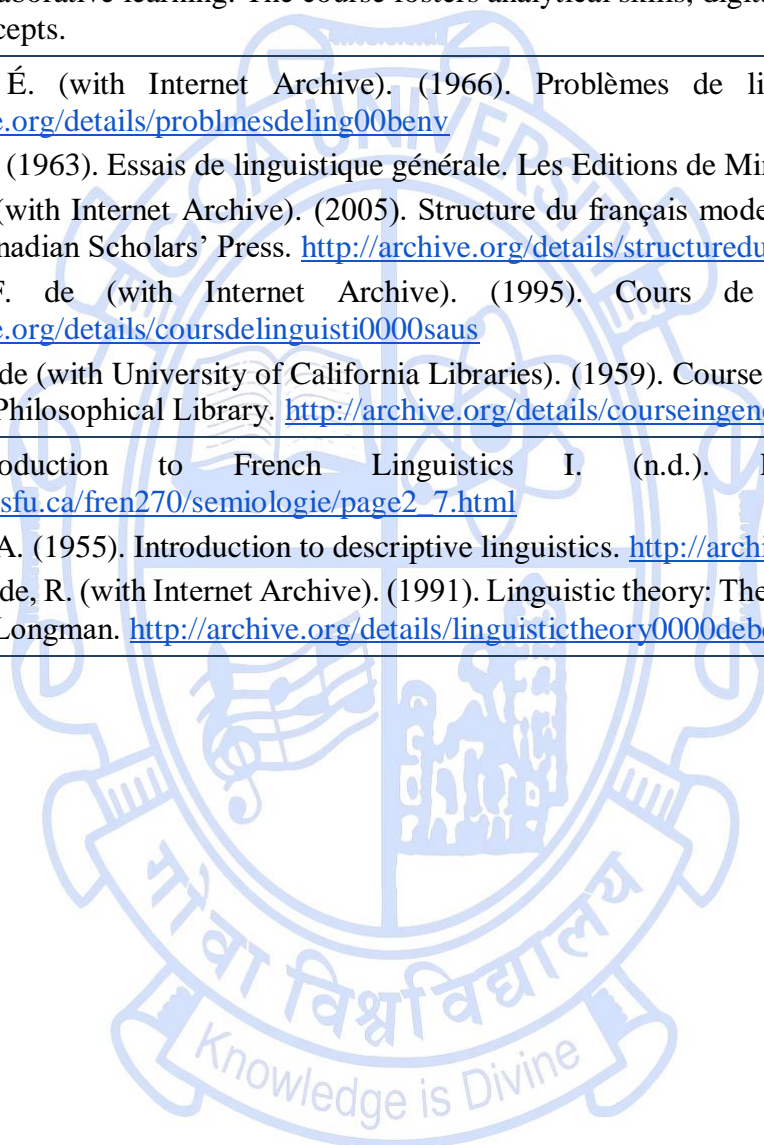 aborative learning. The course fosters analytical skills, digita
cepts.
É. (with Internet Archive). (1966). Problèmes de li
e.org/details/problmesdeling00benv
(1963). Essais de linguistique générale. Les Editions de Min
(with Internet Archive). (2005). Structure du français mode
nadian Scholars’ Press. http://archive.org/details/structuredu
F. de (with Internet Archive). (1995). Cours de
e.org/details/coursdelinguisti0000saus
de (with University of California Libraries). (1959). Course
Philosophical Library. http://archive.org/details/courseingen
oduction to French Linguistics I. (n.d.).
sfu.ca/fren270/semiologie/page2_7.html
A. (1955). Introduction to descriptive linguistics. http://archi
de, R. (with Internet Archive). (1991). Linguistic theory: The
Longman. http://archive.org/details/linguistictheory0000deb
GOA UNIVERSITY
गोंवा विश्वविद्यालय
Knowledge is Divine